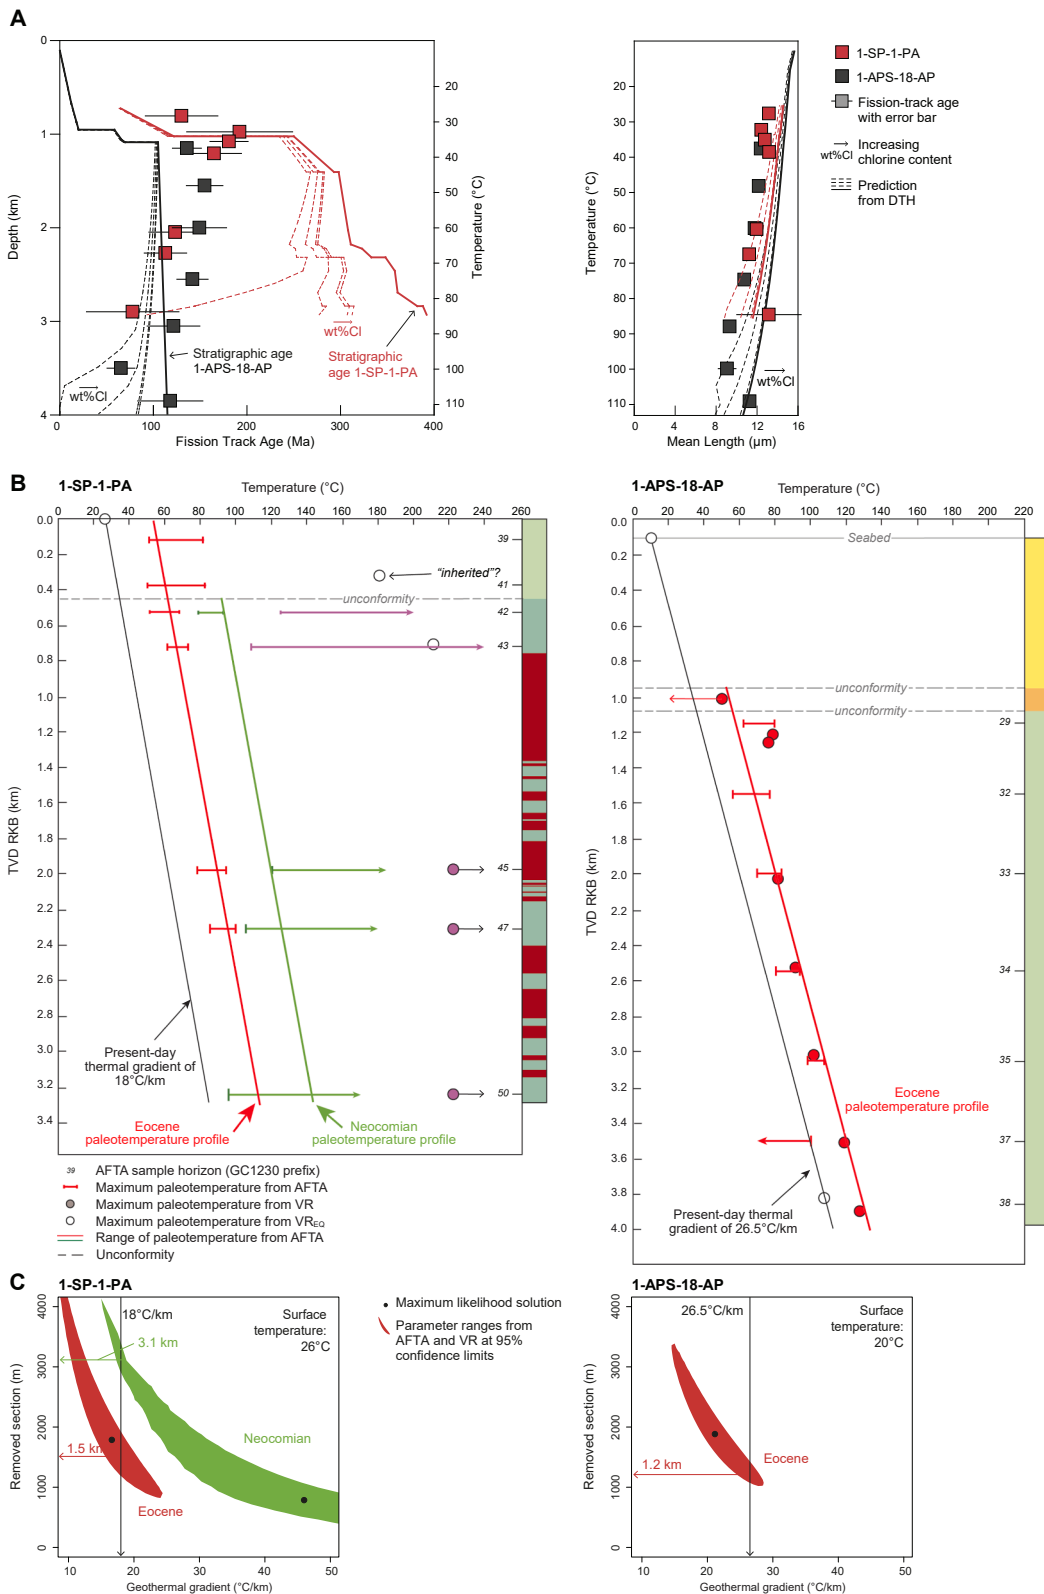 A
0
1
2
3
4
Depth (km)
0
100
200
300
400
Fission Track Age (Ma)
20
30
40
50
60
70
80
90
100
110
Temperature (°C)
wt%Cl
Stratigraphic age
1-APS-18-AP
wt%Cl
Stratigraphic
age 1-SP-1-PA
20
30
40
50
60
70
80
90
100
110
Temperature (°C)
0
4
8
12
16
Mean Length (µm)
wt%Cl
1-SP-1-PA
1-APS-18-AP
Fission-track age
with error bar
Increasing
chlorine content
wt%Cl
Prediction
from DTH
B
1-SP-1-PA
Temperature (°C)
0 20 40 60 80 100 120 140 160 180 200 220 240 260
0.0
0.2
0.4
0.6
0.8
1.0
1.2
1.4
1.6
1.8
2.0
2.2
2.4
2.6
2.8
3.0
3.2
3.4
TVD RKB (km)
39
"inherited"?
41
unconformity
42
43
45
47
50
Present-day
thermal gradient of
18°C/km
Eocene
paleotemperature profile
Neocomian
paleotemperature profile
39 AFTA sample horizon (GC1230 prefix)
Maximum paleotemperature from AFTA
Maximum paleotemperature from VR
Maximum paleotemperature from VREQ
Range of paleotemperature from AFTA
Unconformity
1-APS-18-AP
Temperature (°C)
0 20 40 60 80 100 120 140 160 180 200 220
0.0
0.2
0.4
0.6
0.8
1.0
1.2
1.4
1.6
1.8
2.0
2.2
2.4
2.6
2.8
3.0
3.2
3.4
3.6
3.8
4.0
TVD RKB (km)
Seabed
unconformity
unconformity
29
32
33
34
35
37
38
Eocene
paleotemperature profile
Present-day thermal
gradient of 26.5°C/km
C
1-SP-1-PA
4000
3000
2000
1000
0
Removed section (m)
18°C/km
Surface
temperature:
26°C
3.1 km
1.5 km
Neocomian
Eocene
10 20 30 40 50
Geothermal gradient (°C/km)
Maximum likelihood solution
Parameter ranges from
AFTA and VR at 95%
confidence limits
1-APS-18-AP
4000
3000
2000
1000
0
Removed section (m)
26.5°C/km
Surface
temperature:
20°C
1.2 km
Eocene
10 20 30 40 50
Geothermal gradient (°C/km)